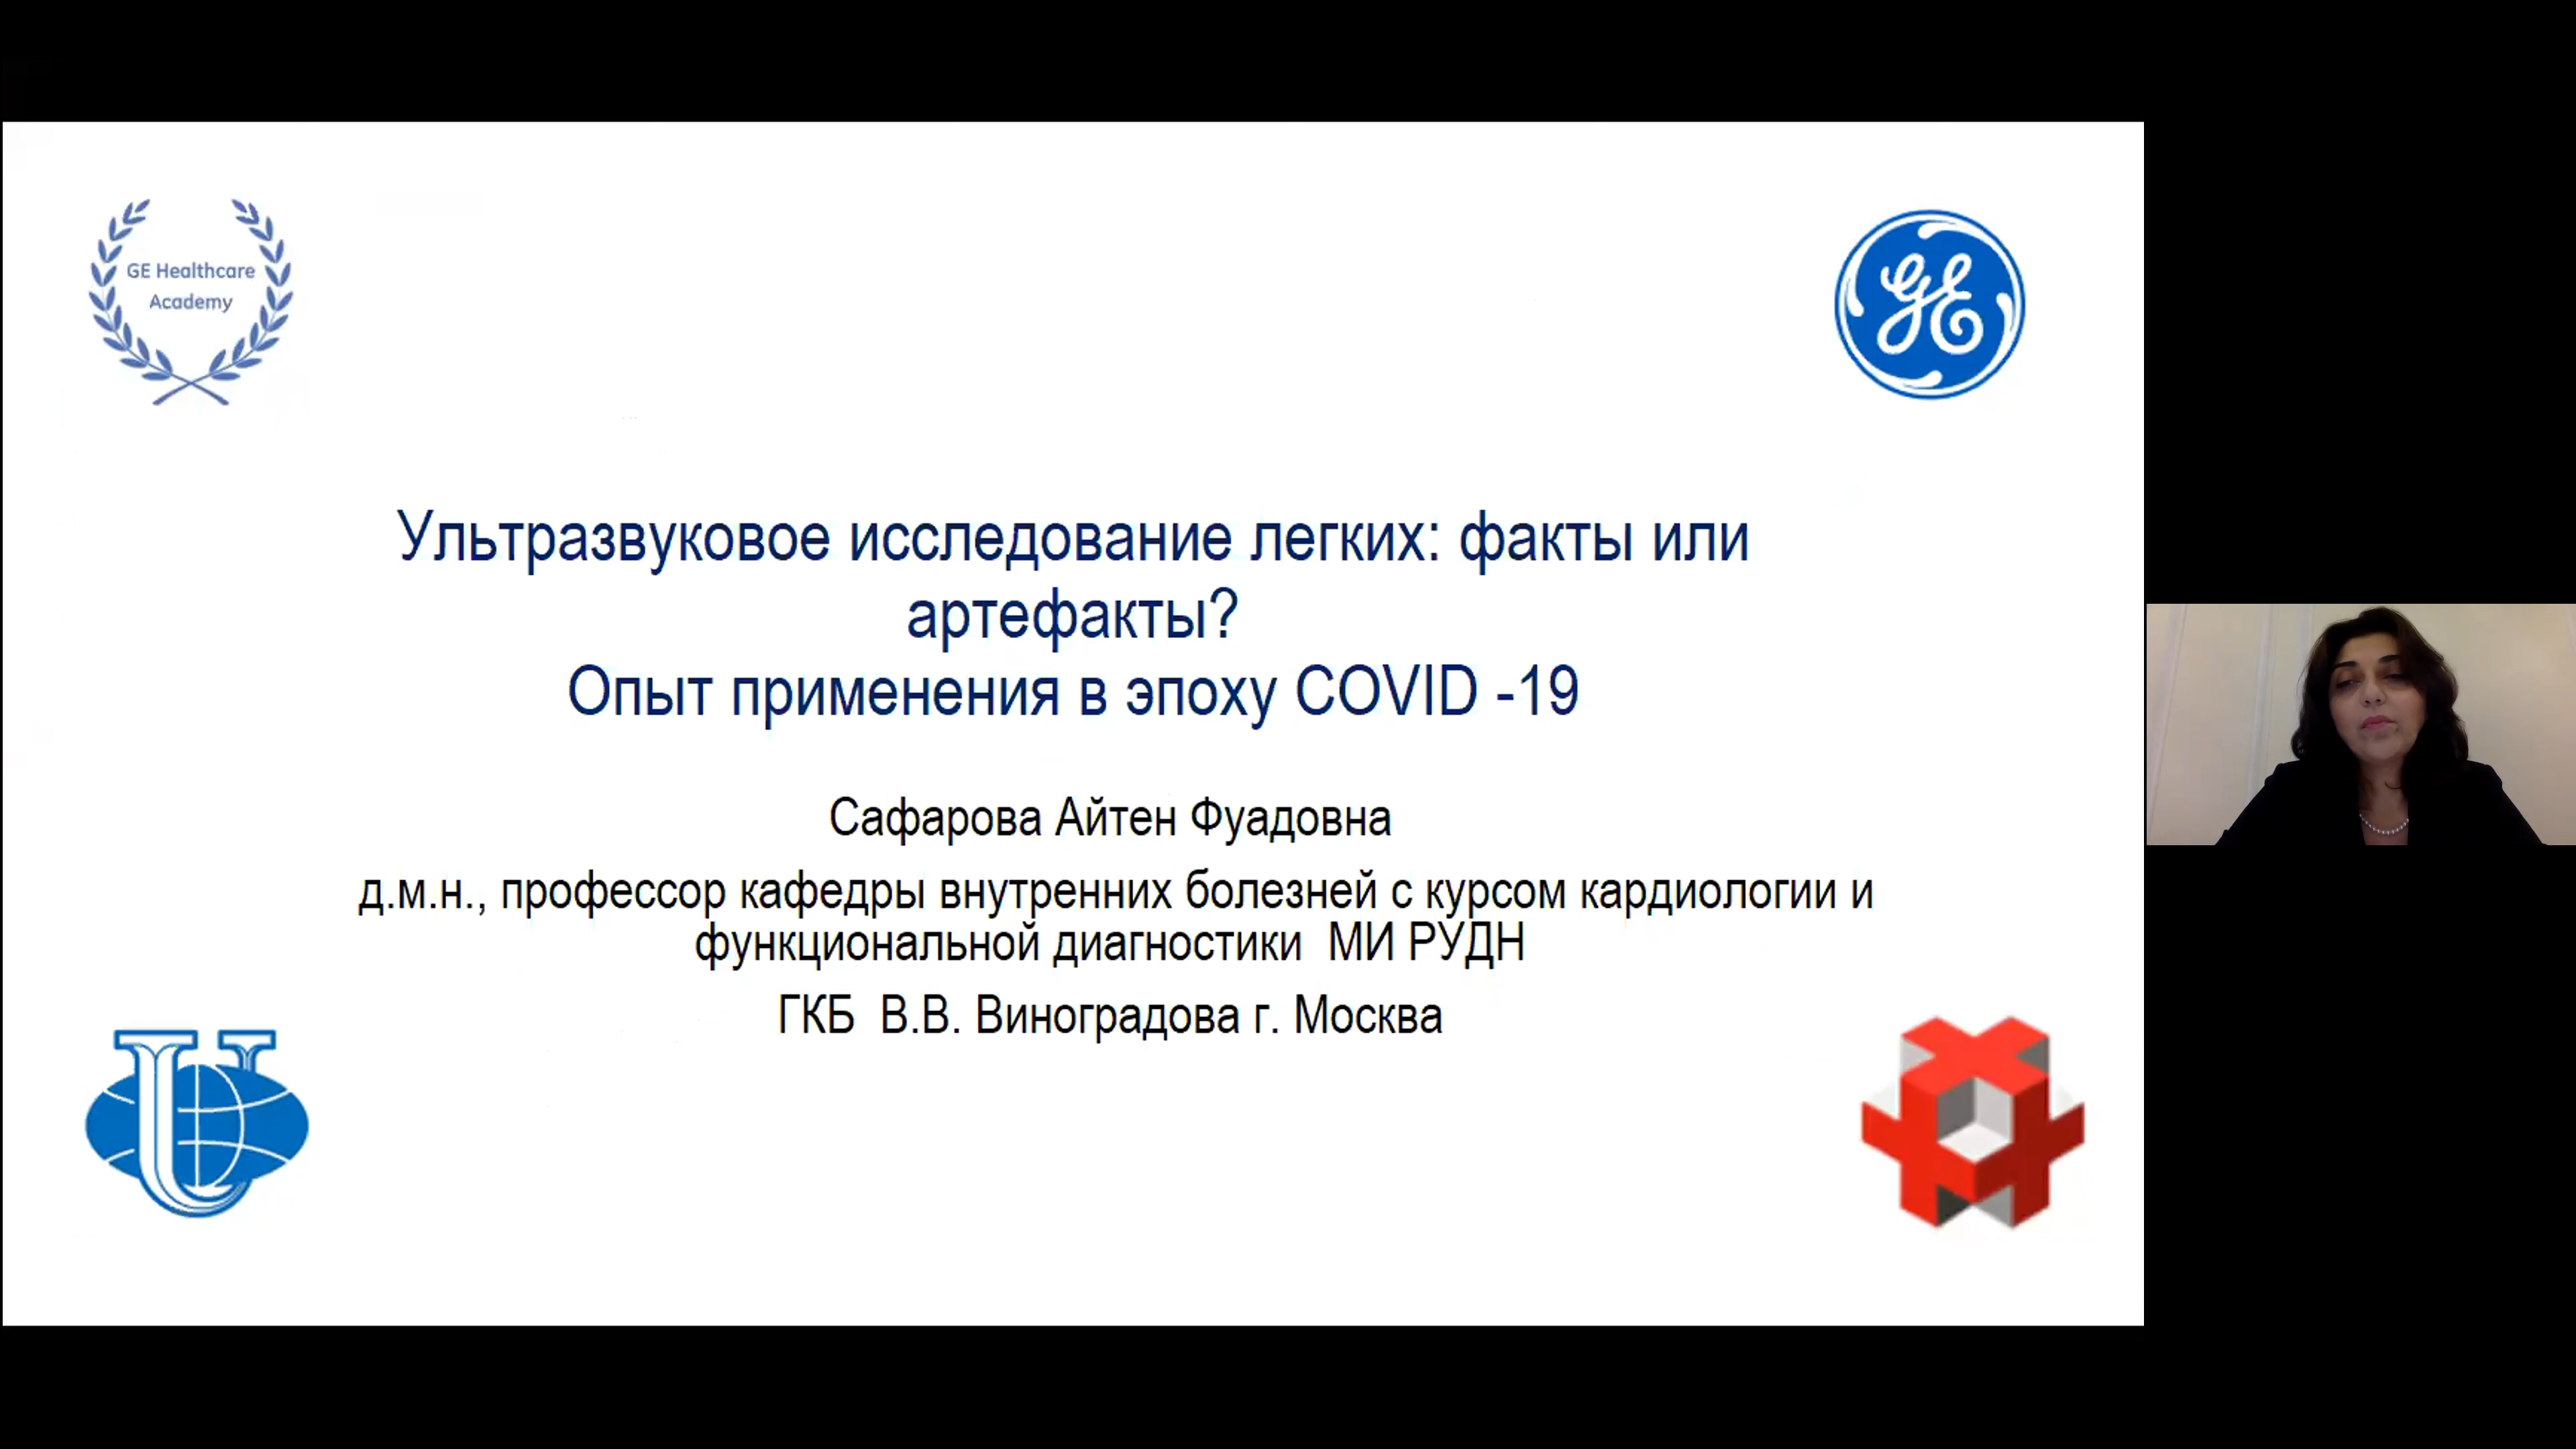 GE Healthcare
Academy
GE
Ультразвуковое исследование легких: факты или
артефакты?
Опыт применения в эпоху COVID -19
Сафарова Айтен Фуадовна
д.м.н., профессор кафедры внутренних болезней с курсом кардиологии и
функциональной диагностики МИ РУДН
ГКБ В.В. Виноградова г. Москва